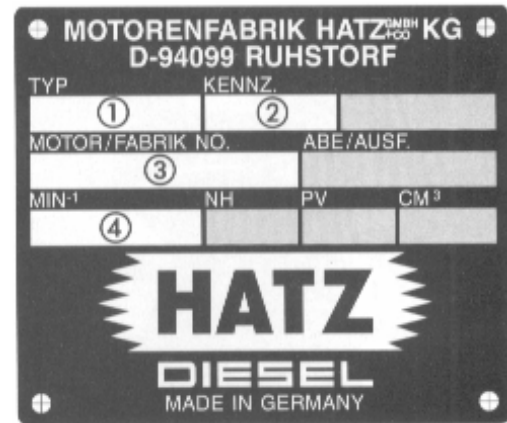 MOTORENFABRIK HATZ GMBH +CO KG
D-94099 RUHSTORF
TYP KENNZ.
① ②
MOTOR/FABRIK NO. ABE/AUSF.
③
MIN-1 NH PV CM3
④
HATZ
DIESEL
MADE IN GERMANY